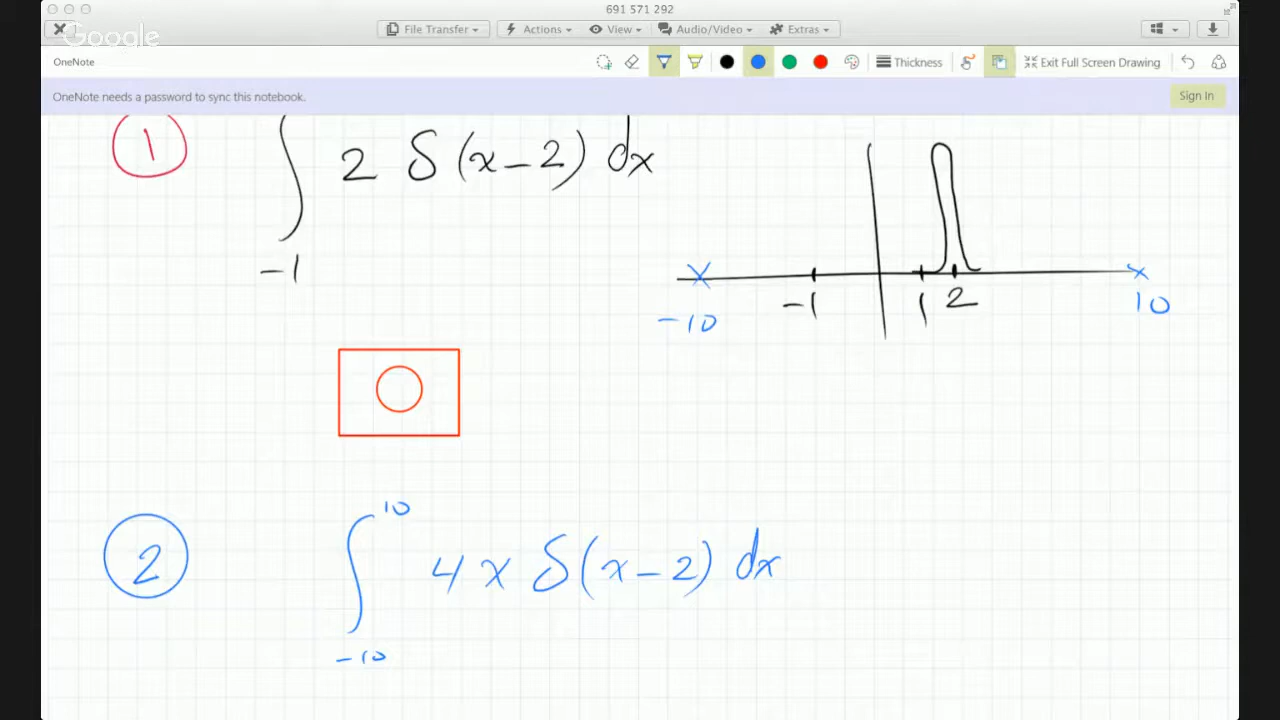 691 571 292
Google
File Transfer Actions View Audio/Video Extras
OneNote
Thickness Exit Full Screen Drawing
OneNote needs a password to sync this notebook. Sign In
1 ∫ 2 δ(x-2) dx
-1
-10 -1 1 2 10
2 ∫ 4x δ(x-2) dx
10
-10